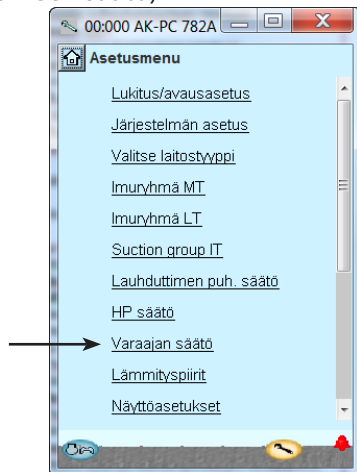 00:000 AK-PC 782A
Asetusmenu
Lukitus/avausasetus
Järjestelmän asetus
Valitse laitostyyppi
Imuryhmä MT
Imuryhmä LT
Suction group IT
Lauhduttimen puh. säätö
HP säätö
Varaajan säätö
Lämmityspiirit
Näyttöasetukset